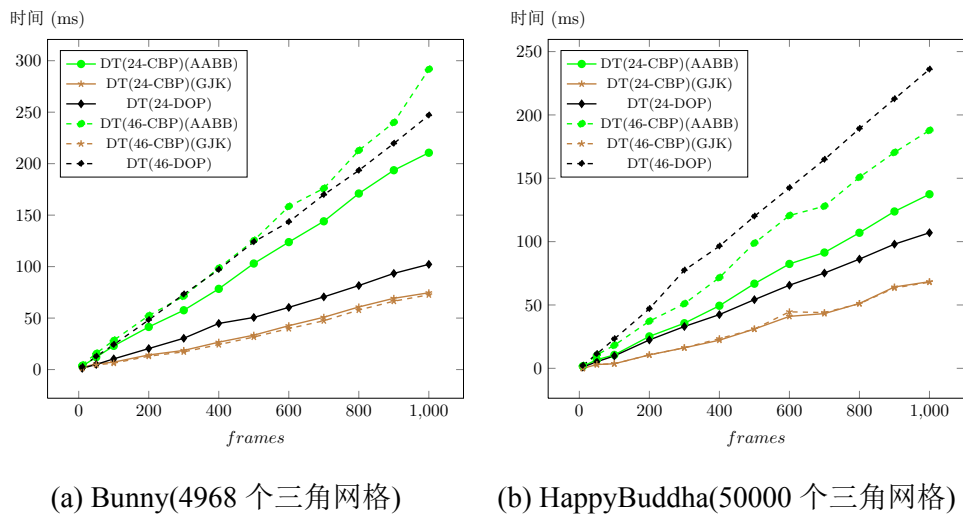 时间 (ms)
300
250
200
150
100
50
0
DT(24-CBP)(AABB)
DT(24-CBP)(GJK)
DT(24-DOP)
DT(46-CBP)(AABB)
DT(46-CBP)(GJK)
DT(46-DOP)
0 200 400 600 800 1,000
frames
(a) Bunny(4968 个三角网格)
时间 (ms)
250
200
150
100
50
0
DT(24-CBP)(AABB)
DT(24-CBP)(GJK)
DT(24-DOP)
DT(46-CBP)(AABB)
DT(46-CBP)(GJK)
DT(46-DOP)
0 200 400 600 800 1,000
frames
(b) HappyBuddha(50000 个三角网格)